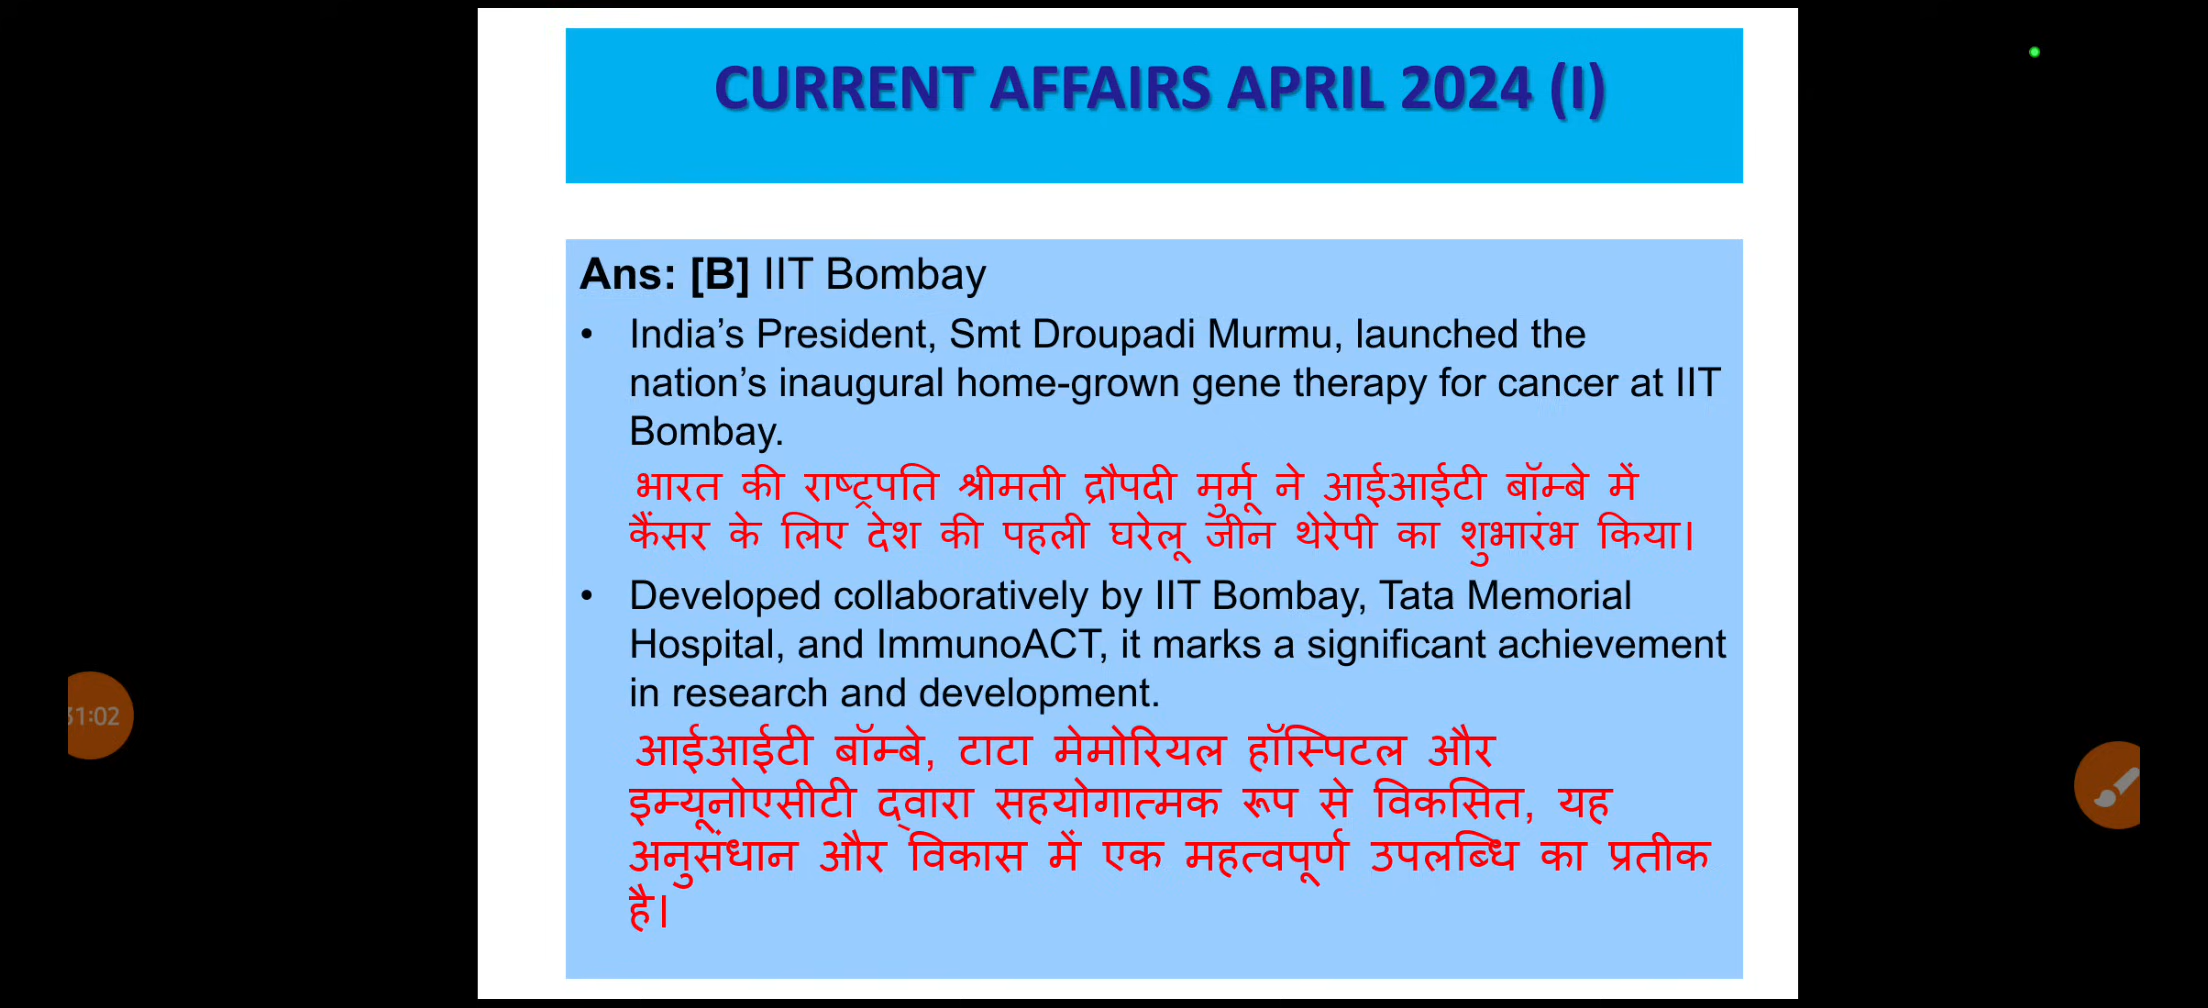 CURRENT AFFAIRS APRIL 2024 (I)
Ans: [B] IIT Bombay
• India’s President, Smt Droupadi Murmu, launched the
nation’s inaugural home-grown gene therapy for cancer at IIT
Bombay.
भारत की राष्ट्रपति श्रीमती द्रौपदी मुर्मू ने आईआईटी बॉम्बे में
कैंसर के लिए देश की पहली घरेलू जीन थेरेपी का शुभारंभ किया।
• Developed collaboratively by IIT Bombay, Tata Memorial
Hospital, and ImmunoACT, it marks a significant achievement
in research and development.
आईआईटी बॉम्बे, टाटा मेमोरियल हॉस्पिटल और
इम्यूनोएसीटी द्वारा सहयोगात्मक रूप से विकसित, यह
अनुसंधान और विकास में एक महत्वपूर्ण उपलब्धि का प्रतीक
है।